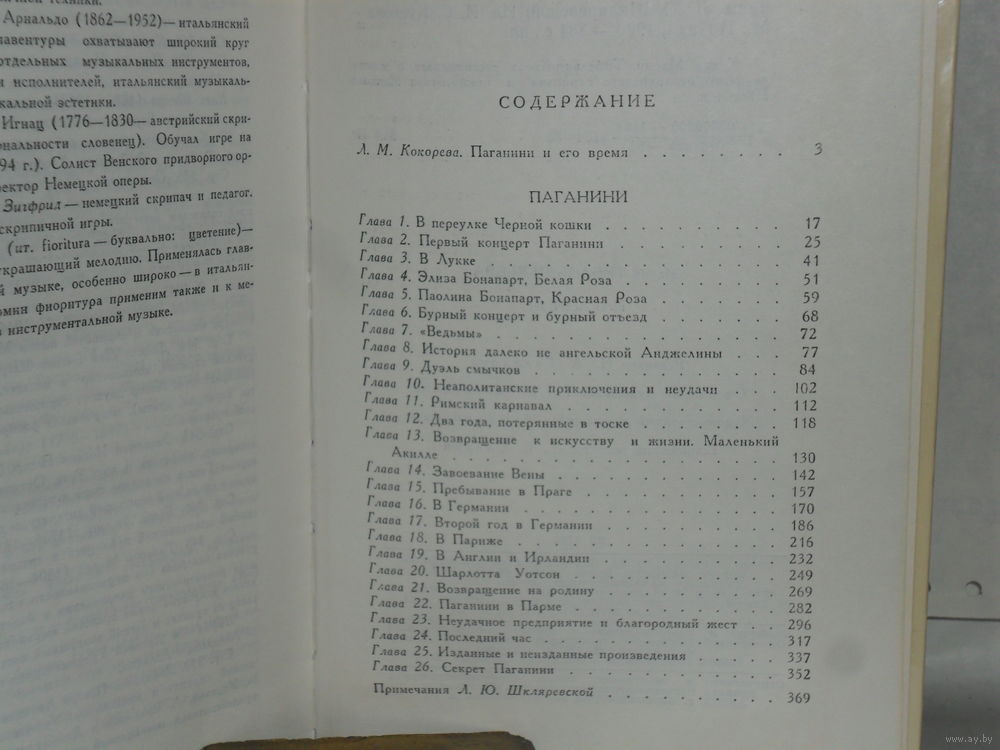 Арнальдо (1862—1952)— итальянский
охватывают широкий круг
отдельных музыкальных инструментов,
исполнителей, итальянский музыкаль-
эстетики.
Игнац (1776—1830— австрийский скри-
словенец). Обучал игре на
94 г.). Солист Венского придворного ор-
Немецкой оперы.
Зигфрид — немецкий скрипач и педагог.
скрипичной игры.
(ит. fioritura — буквально: цветение)—
мелодию. Применялась глав-
музыке, особенно широко — в итальян-
фиоритура применим также и к ме-
инструментальной музыке.
СОДЕРЖАНИЕ
Л. М. Кокорева. Паганини и его время . . . . . . . . 3
ПАГАНИНИ
Глава 1. В переулке Черной кошки . . . . . . . . . 17
Глава 2. Первый концерт Паганини . . . . . . . . . 25
Глава 3. В Лукке . . . . . . . . . . . . . . . 41
Глава 4. Элиза Бонапарт, Белая Роза . . . . . . . . 51
Глава 5. Паолина Бонапарт, Красная Роза . . . . . . . 59
Глава 6. Бурный концерт и бурный отъезд . . . . . . . 68
Глава 7. «Ведьмы» . . . . . . . . . . . . . . 72
Глава 8. История далеко не ангельской Анджелины . . . 77
Глава 9. Дуэль смычков . . . . . . . . . . . . 84
Глава 10. Неаполитанские приключения и неудачи . . . . 102
Глава 11. Римский карнавал . . . . . . . . . . . 112
Глава 12. Два года, потерянные в тоске . . . . . . . 118
Глава 13. Возвращение к искусству и жизни. Маленький
Акилле . . . . . . . . . . . . . . . 130
Глава 14. Завоевание Вены . . . . . . . . . . . 142
Глава 15. Пребывание в Праге . . . . . . . . . . 157
Глава 16. В Германии . . . . . . . . . . . . . 170
Глава 17. Второй год в Германии . . . . . . . . . 186
Глава 18. В Париже . . . . . . . . . . . . . . 216
Глава 19. В Англии и Ирландии . . . . . . . . . . 232
Глава 20. Шарлотта Уотсон . . . . . . . . . . . 249
Глава 21. Возвращение на родину . . . . . . . . . 269
Глава 22. Паганини в Парме . . . . . . . . . . . 282
Глава 23. Неудачное предприятие и благородный жест . . . 296
Глава 24. Последний час . . . . . . . . . . . . 317
Глава 25. Изданные и неизданные произведения . . . . . 337
Глава 26. Секрет Паганини . . . . . . . . . . . 352
Примечания Л. Ю. Шкляревской . . . . . . . . . . 369
www.ay.by